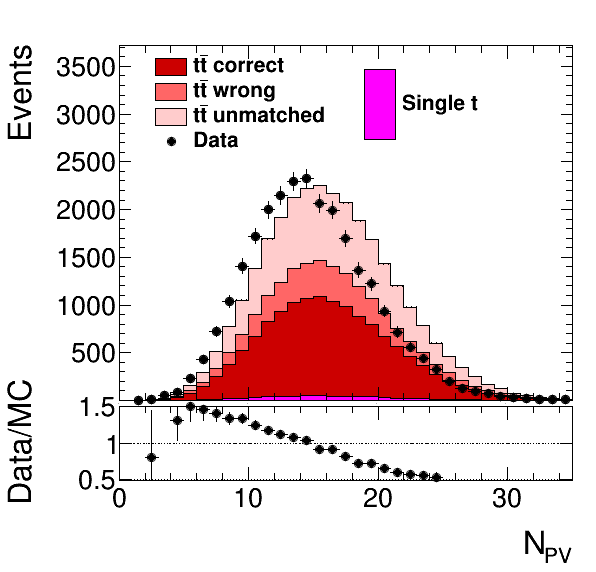 Events
3500
3000
2500
2000
1500
1000
500
tt̄ correct
tt̄ wrong
tt̄ unmatched
Data
Single t
Data/MC
1.5
1
0.5
0 10 20 30
N_PV